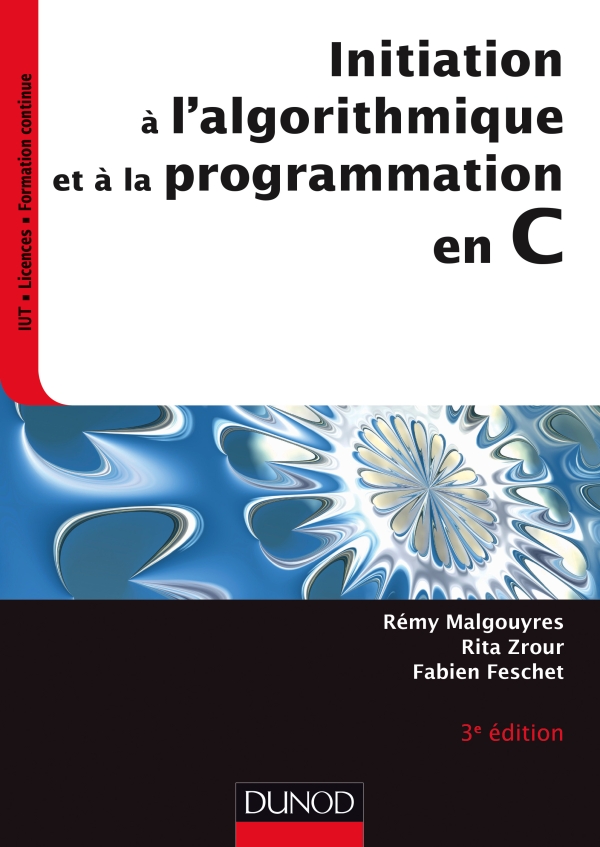 Initiation
à l'algorithmique
et à la programmation
en C
IUT ▪ Licences ▪ Formation continue
Rémy Malgouyres
Rita Zrour
Fabien Feschet
3e édition
DUNOD